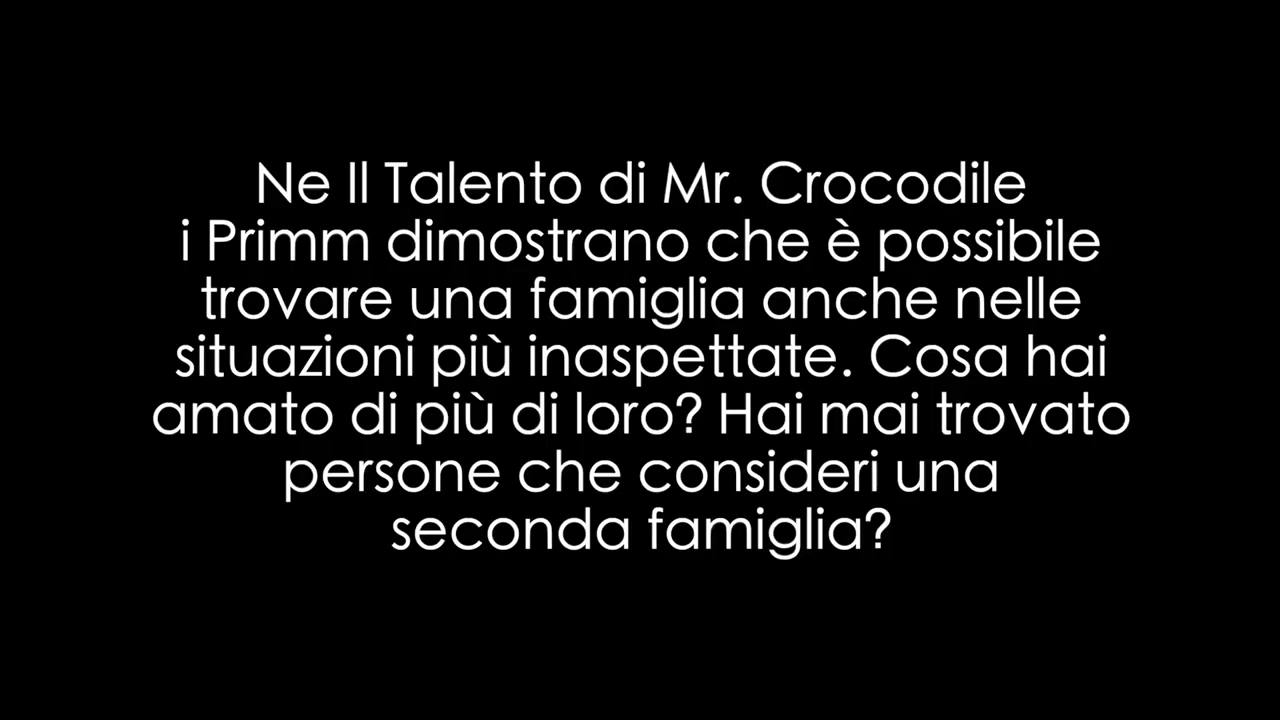 Ne Il Talento di Mr. Crocodile
i Primm dimostrano che è possibile
trovare una famiglia anche nelle
situazioni più inaspettate. Cosa hai
amato di più di loro? Hai mai trovato
persone che consideri una
seconda famiglia?